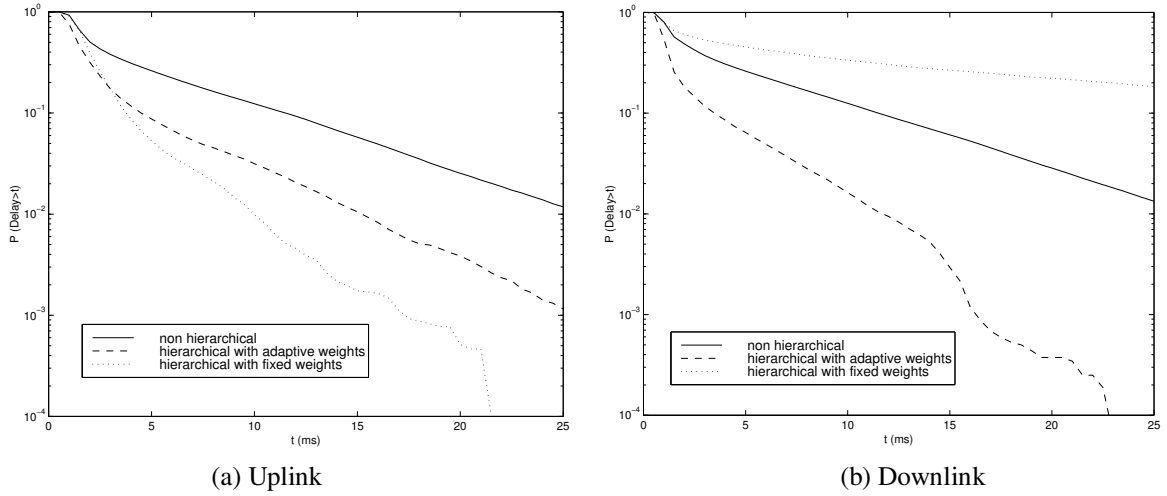 10^0
10^-1
10^-2
10^-3
10^-4
P (Delay>t)
0 5 10 15 20 25
t (ms)
non hierarchical
hierarchical with adaptive weights
hierarchical with fixed weights
(a) Uplink
10^0
10^-1
10^-2
10^-3
10^-4
P (Delay>t)
0 5 10 15 20 25
t (ms)
non hierarchical
hierarchical with adaptive weights
hierarchical with fixed weights
(b) Downlink